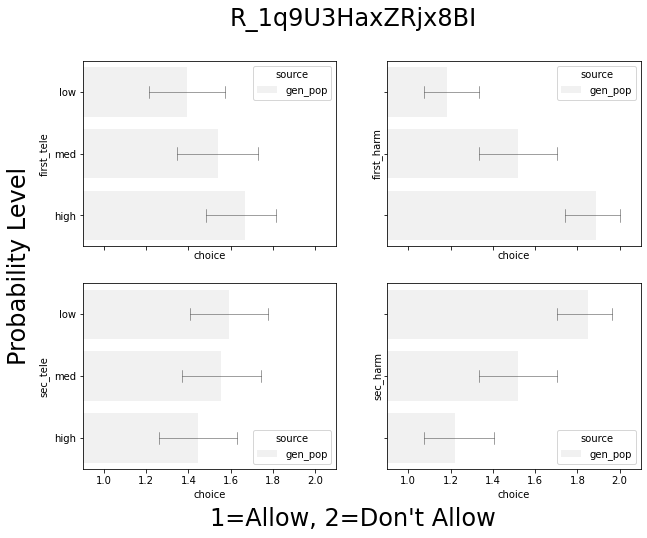 R_1q9U3HaxZRjx8BI
Probability Level
first_tele
low
med
high
source
gen_pop
choice
first_harm
source
gen_pop
choice
sec_tele
low
med
high
source
gen_pop
1.0 1.2 1.4 1.6 1.8 2.0
choice
sec_harm
source
gen_pop
1.0 1.2 1.4 1.6 1.8 2.0
choice
1=Allow, 2=Don't Allow